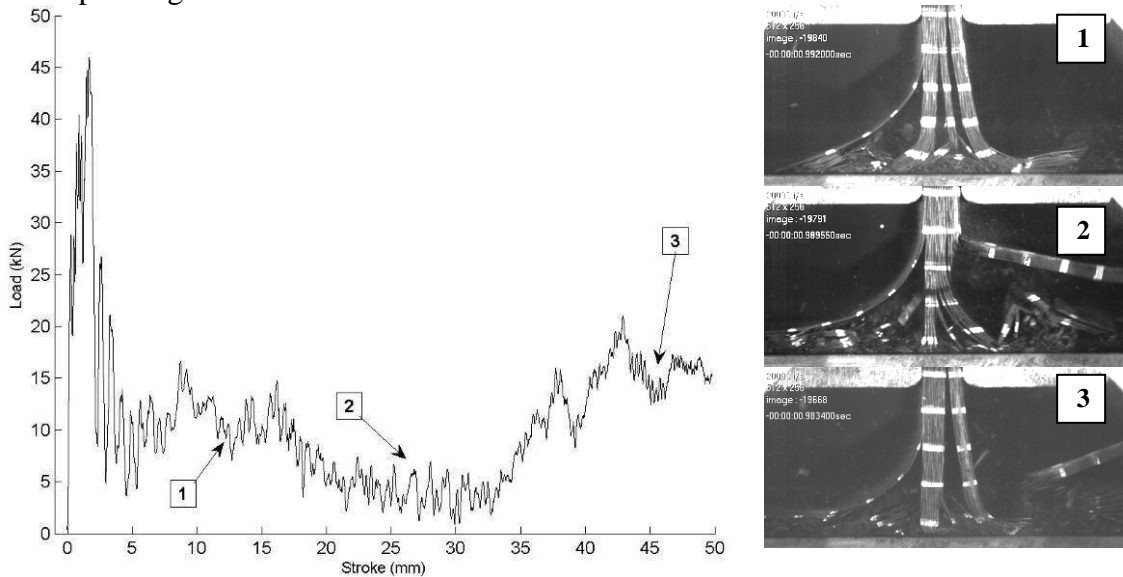 50
45
40
35
30
25
20
15
10
5
0
Load (kN)
0 5 10 15 20 25 30 35 40 45 50
Stroke (mm)
1
2
3
512 x 256
image : -19840
-00:00:00.992000sec
1
512 x 256
image : -19791
-00:00:00.989550sec
2
512 x 256
image : -19668
-00:00:00.983400sec
3